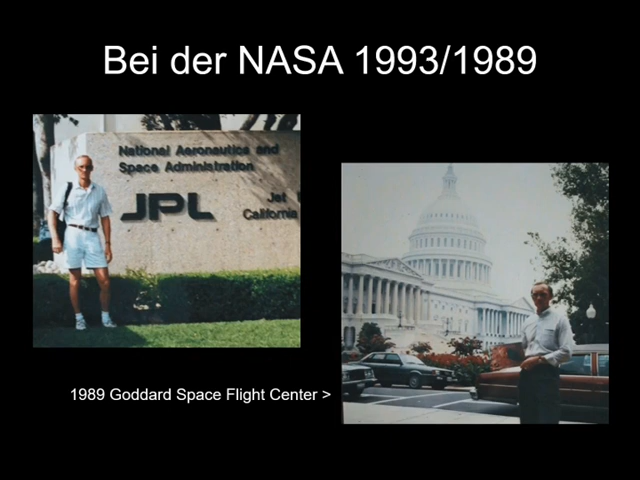 Bei der NASA 1993/1989
National Aeronautics and
Space Administration
JPL
Jet
California
1989 Goddard Space Flight Center >